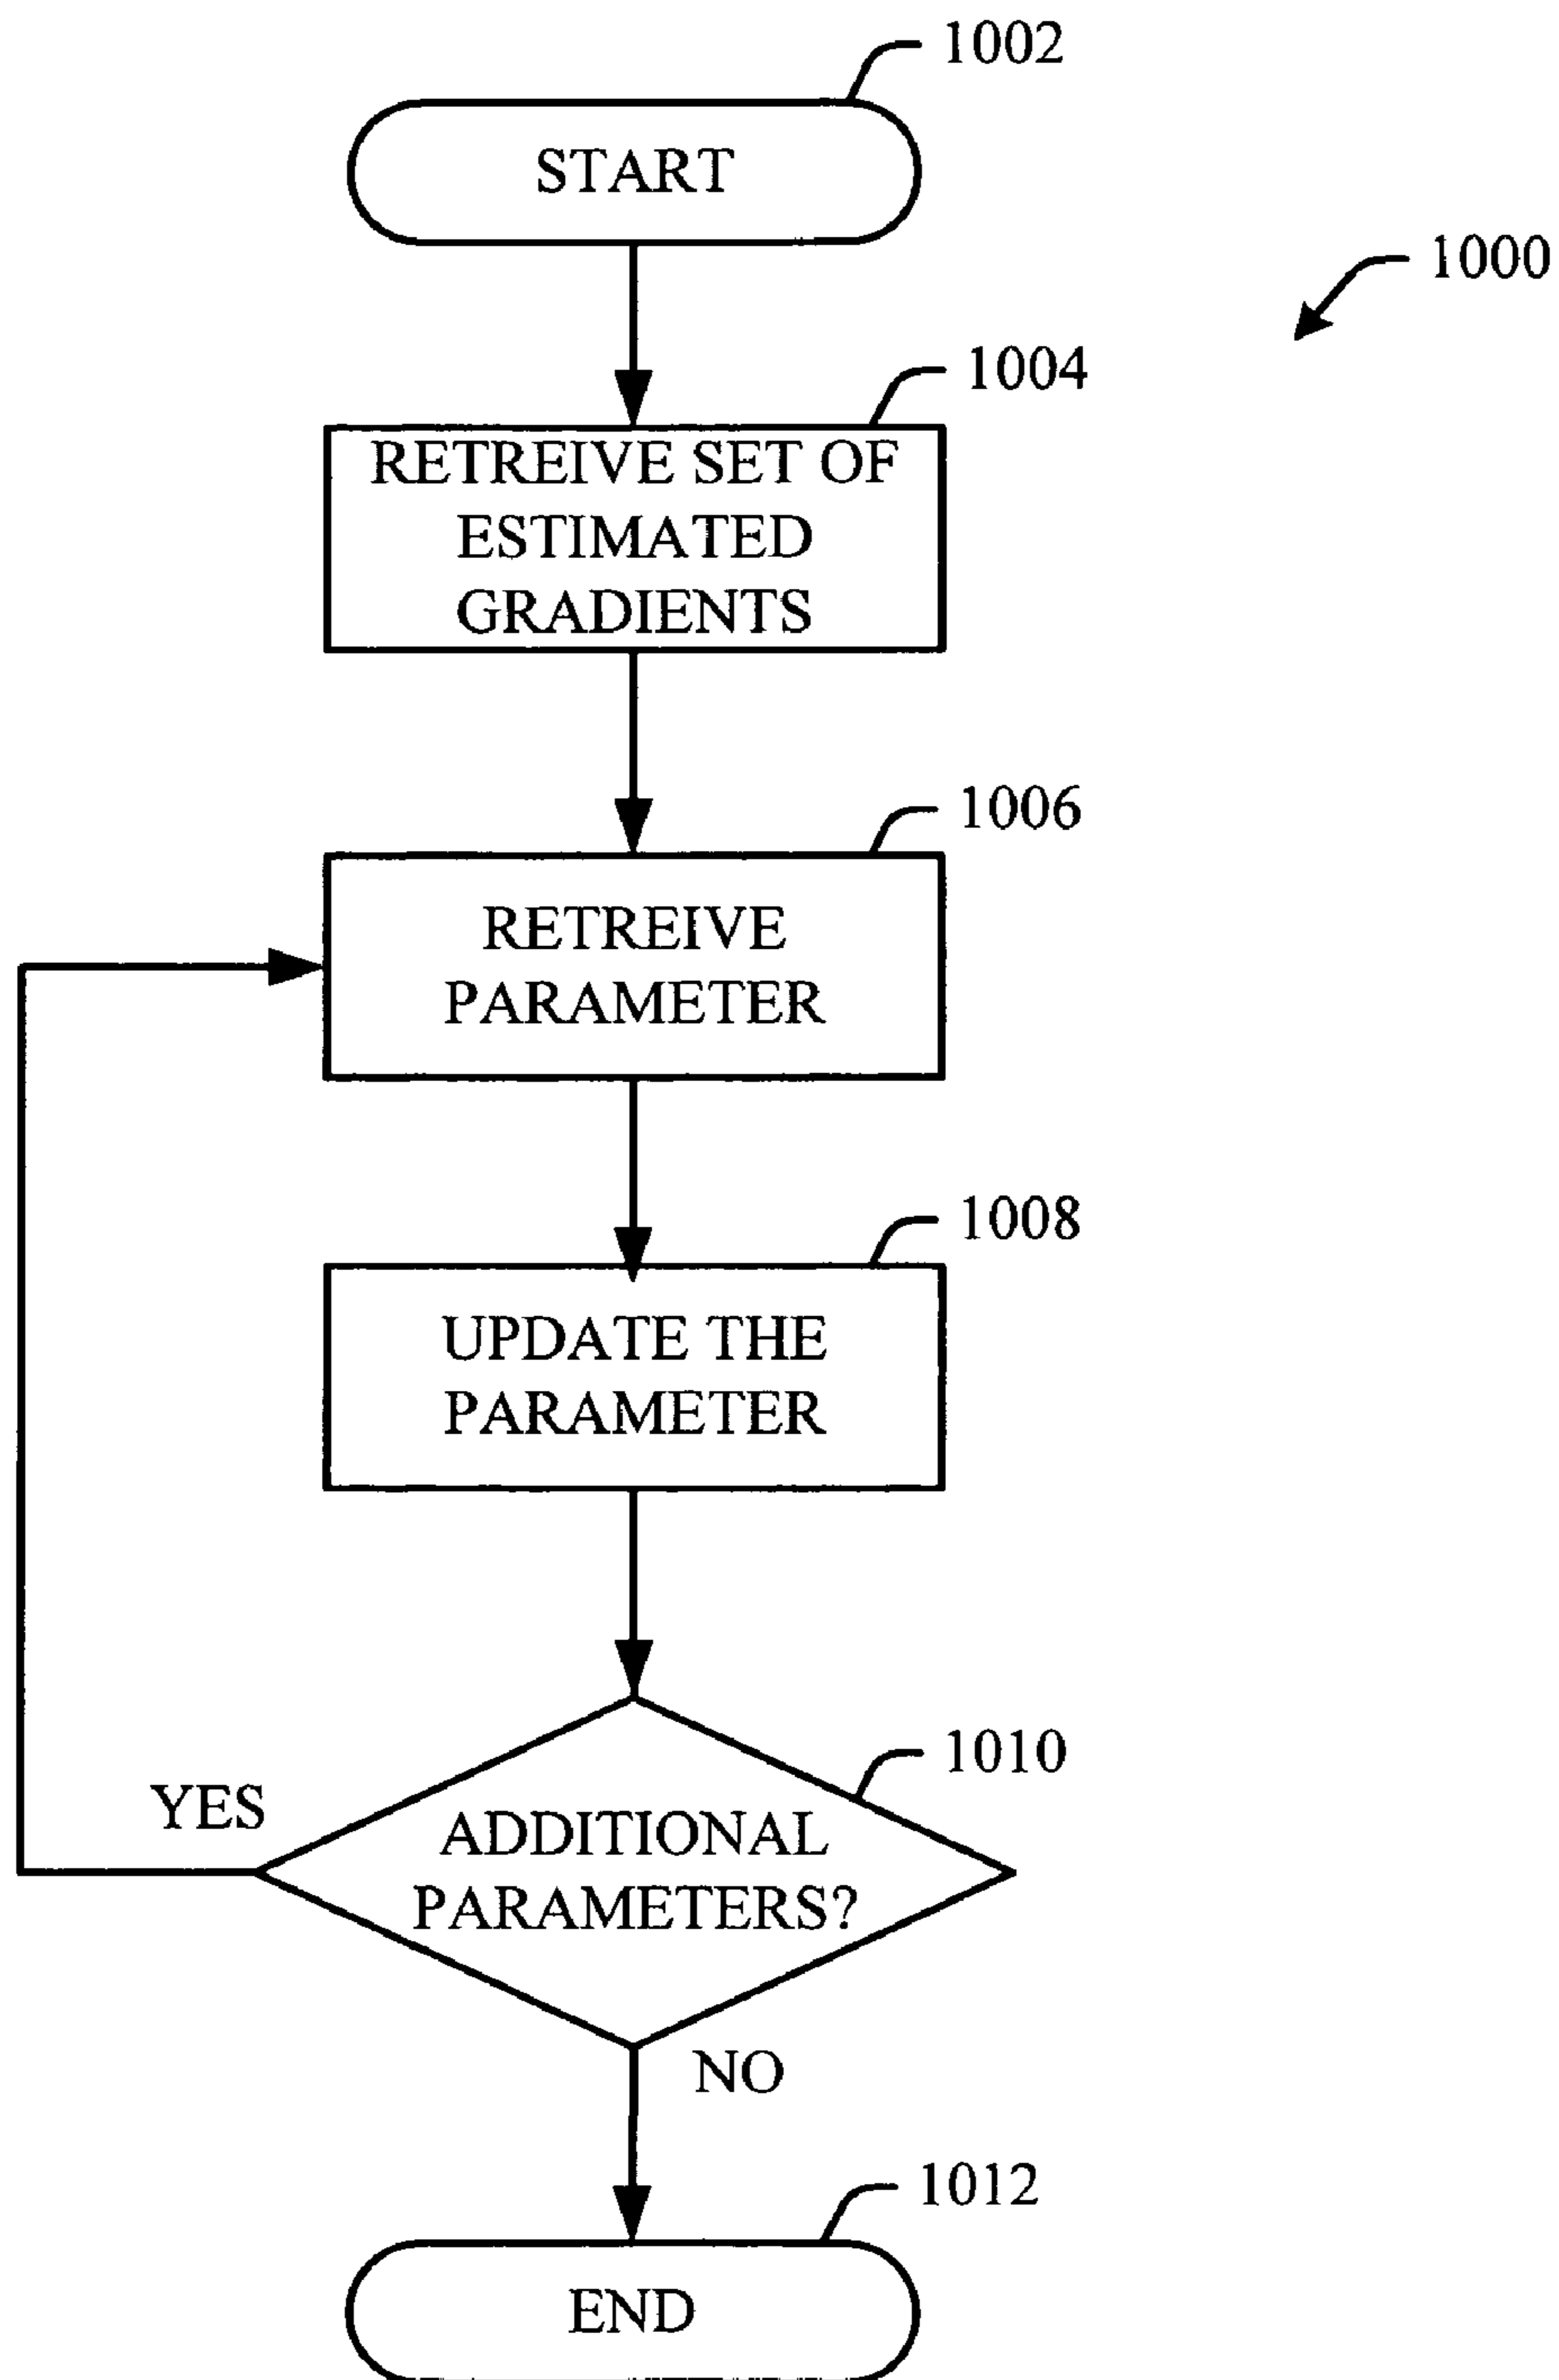 1002
START
1000
1004
RETREIVE SET OF
ESTIMATED
GRADIENTS
1006
RETREIVE
PARAMETER
1008
UPDATE THE
PARAMETER
1010
YES
ADDITIONAL
PARAMETERS?
NO
1012
END